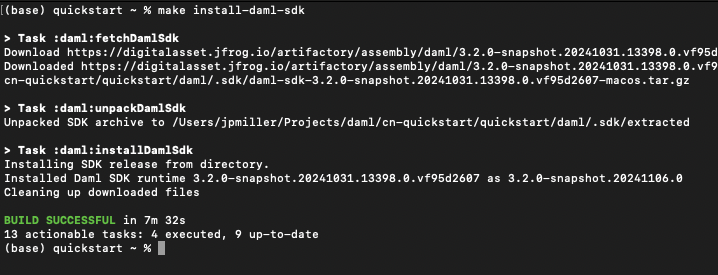 ((base) quickstart ~ % make install-daml-sdk
> Task :daml:fetchDamlSdk
Download https://digitalasset.jfrog.io/artifactory/assembly/daml/3.2.0-snapshot.20241031.13398.0.vf95d
Downloaded https://digitalasset.jfrog.io/artifactory/assembly/daml/3.2.0-snapshot.20241031.13398.0.vf9
cn-quickstart/quickstart/daml/.sdk/daml-sdk-3.2.0-snapshot.20241031.13398.0.vf95d2607-macos.tar.gz
> Task :daml:unpackDamlSdk
Unpacked SDK archive to /Users/jpmiller/Projects/daml/cn-quickstart/quickstart/daml/.sdk/extracted
> Task :daml:installDamlSdk
Installing SDK release from directory.
Installed Daml SDK runtime 3.2.0-snapshot.20241031.13398.0.vf95d2607 as 3.2.0-snapshot.20241106.0
Cleaning up downloaded files
BUILD SUCCESSFUL in 7m 32s
13 actionable tasks: 4 executed, 9 up-to-date
(base) quickstart ~ %